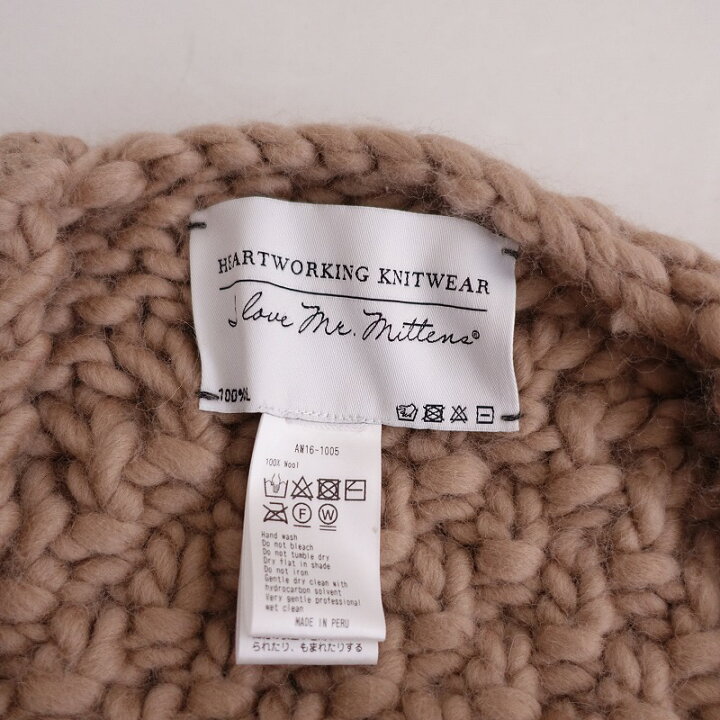 HEARTWORKING KNITWEAR
I love Mr. Mittens®
100%
AW16-1005
100% Wool
F W
Hand wash
Do not bleach
Do not tumble dry
Dry flat in shade
Do not iron
Gentle dry clean with
hydrocarbon solvent
Very gentle professional
wet clean
MADE IN PERU
られたり、もまれたりする